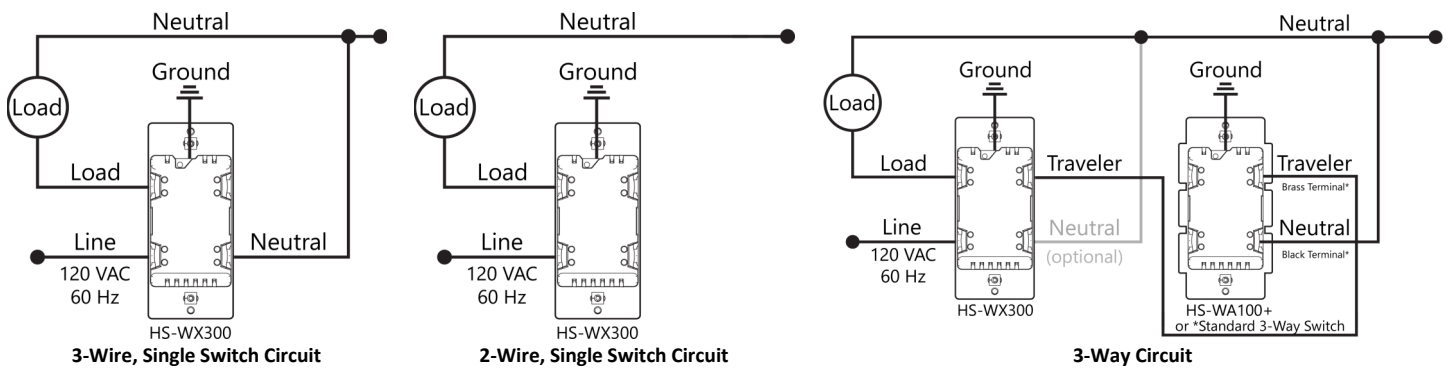 Neutral
Ground
Load
Load
Line
120 VAC
60 Hz
Neutral
HS-WX300
3-Wire, Single Switch Circuit
Neutral
Ground
Load
Load
Line
120 VAC
60 Hz
HS-WX300
2-Wire, Single Switch Circuit
Neutral
Ground
Ground
Load
Load
Traveler
Traveler
Brass Terminal*
Line
120 VAC
60 Hz
Neutral
(optional)
Neutral
Black Terminal*
HS-WX300
HS-WA100+
or *Standard 3-Way Switch
3-Way Circuit